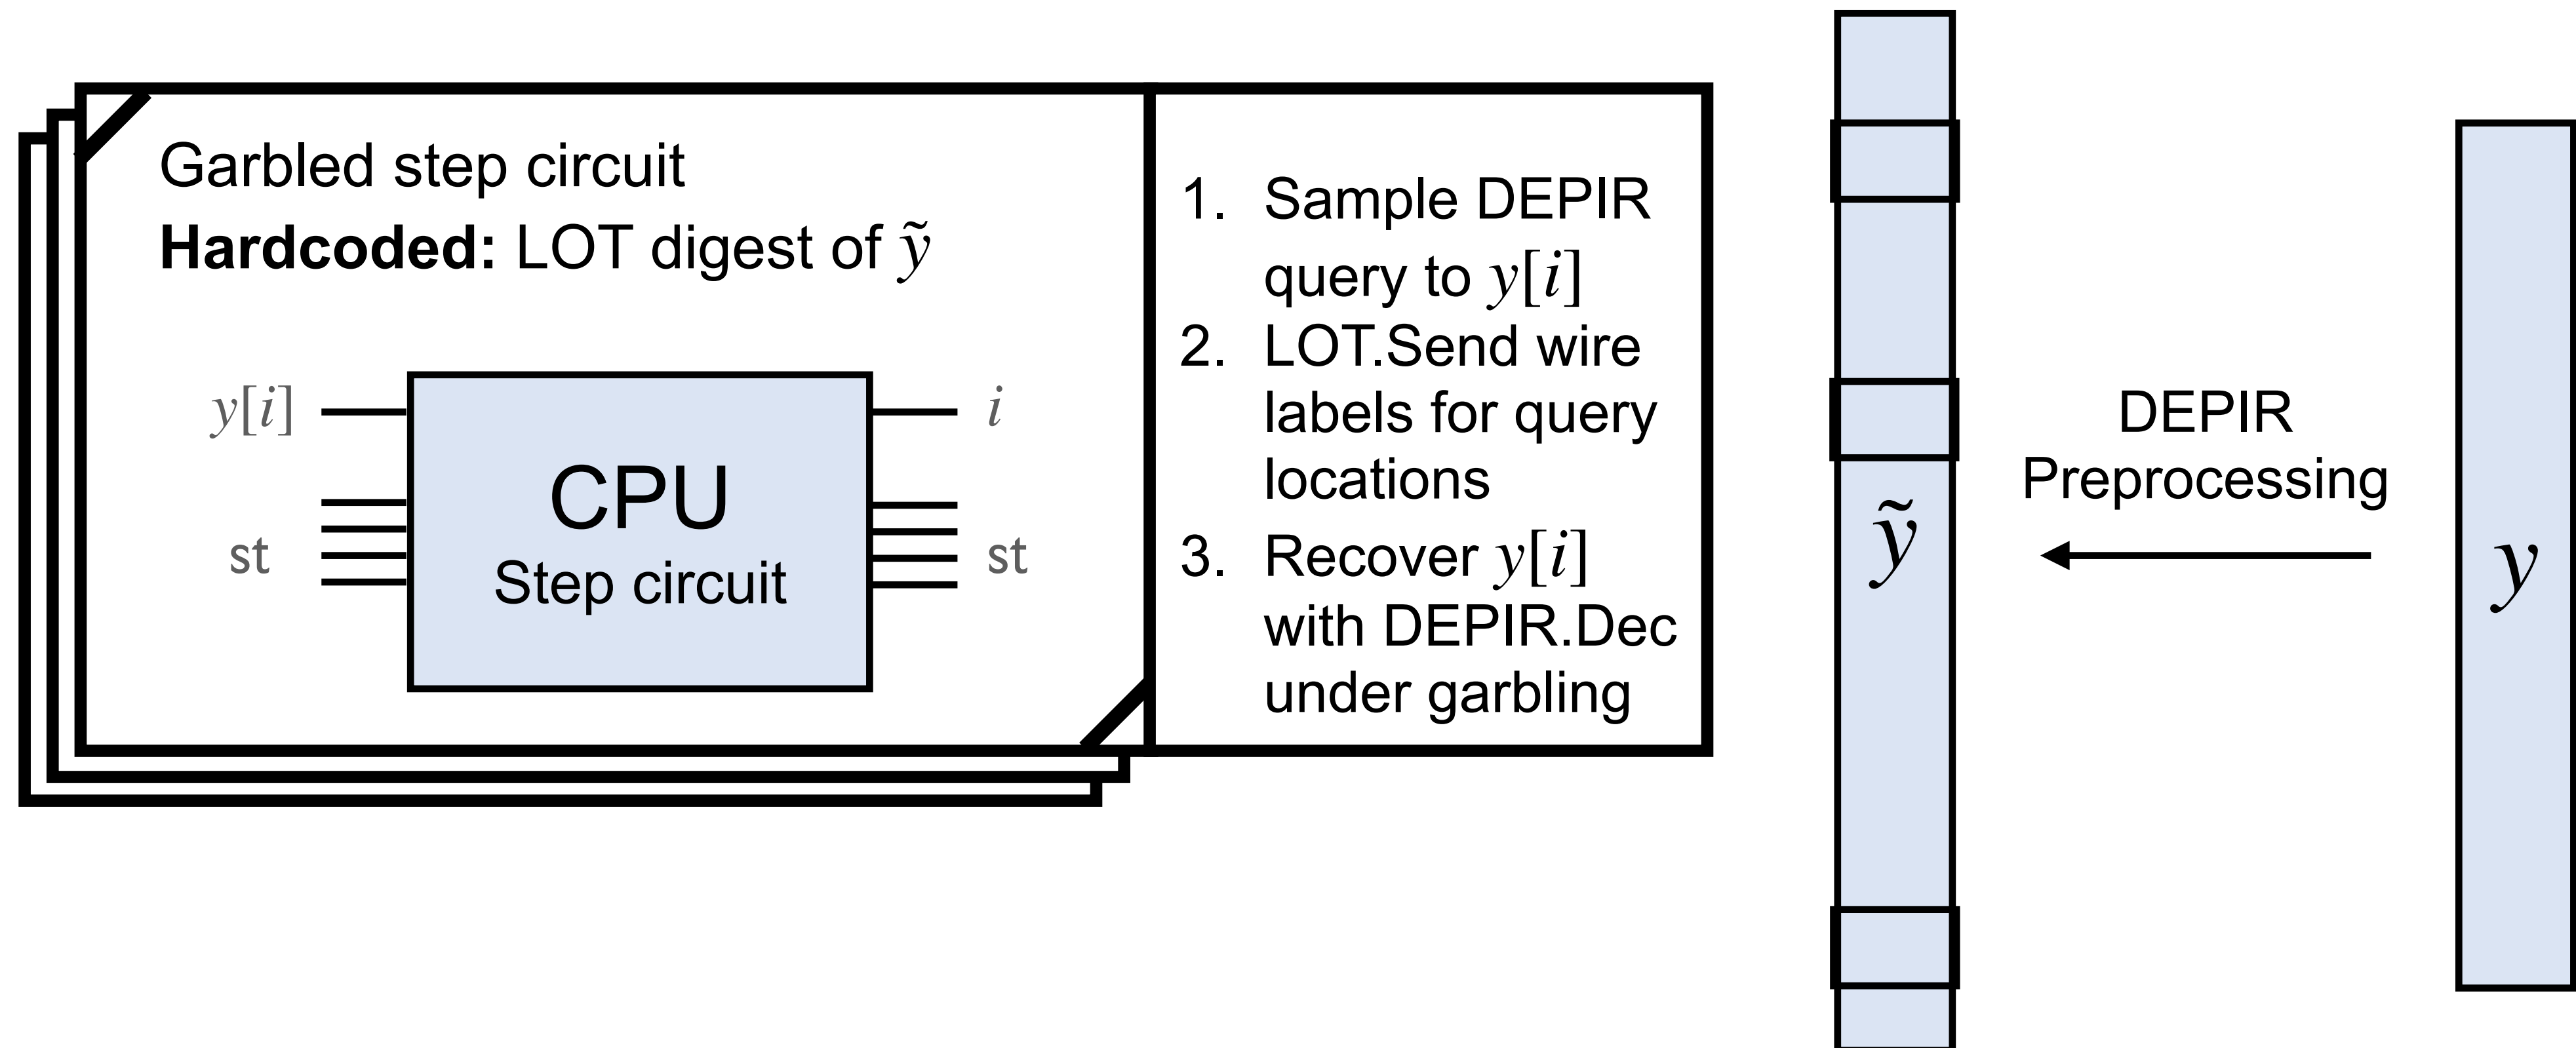 Garbled step circuit
Hardcoded: LOT digest of ỹ
y[i]
i
CPU
Step circuit
st
st
1. Sample DEPIR
query to y[i]
2. LOT.Send wire
labels for query
locations
3. Recover y[i]
with DEPIR.Dec
under garbling
ỹ
DEPIR
Preprocessing
y